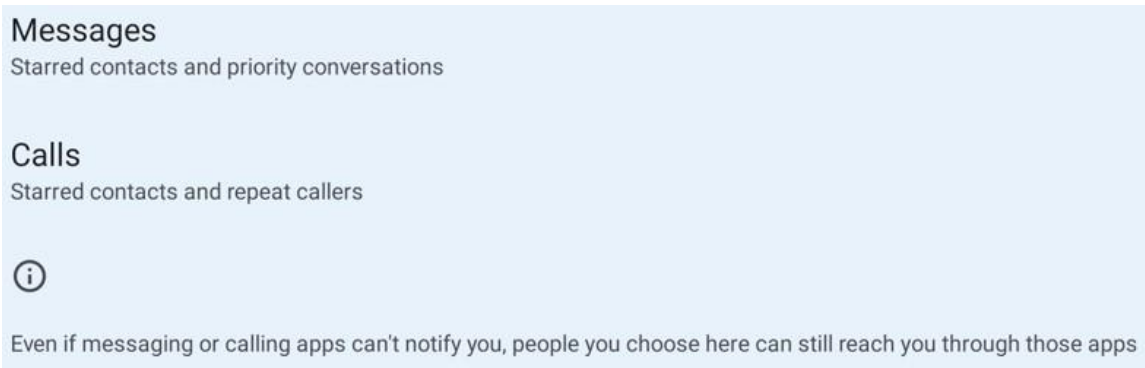 Messages
Starred contacts and priority conversations
Calls
Starred contacts and repeat callers
Even if messaging or calling apps can't notify you, people you choose here can still reach you through those apps